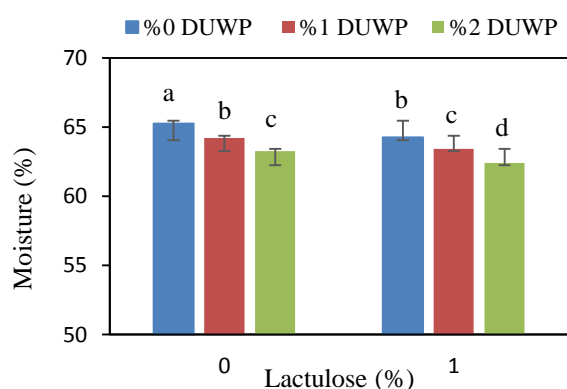 %0 DUWP %1 DUWP %2 DUWP
70
65
60
55
50
Moisture (%)
a b c b c d
0 1
Lactulose (%)